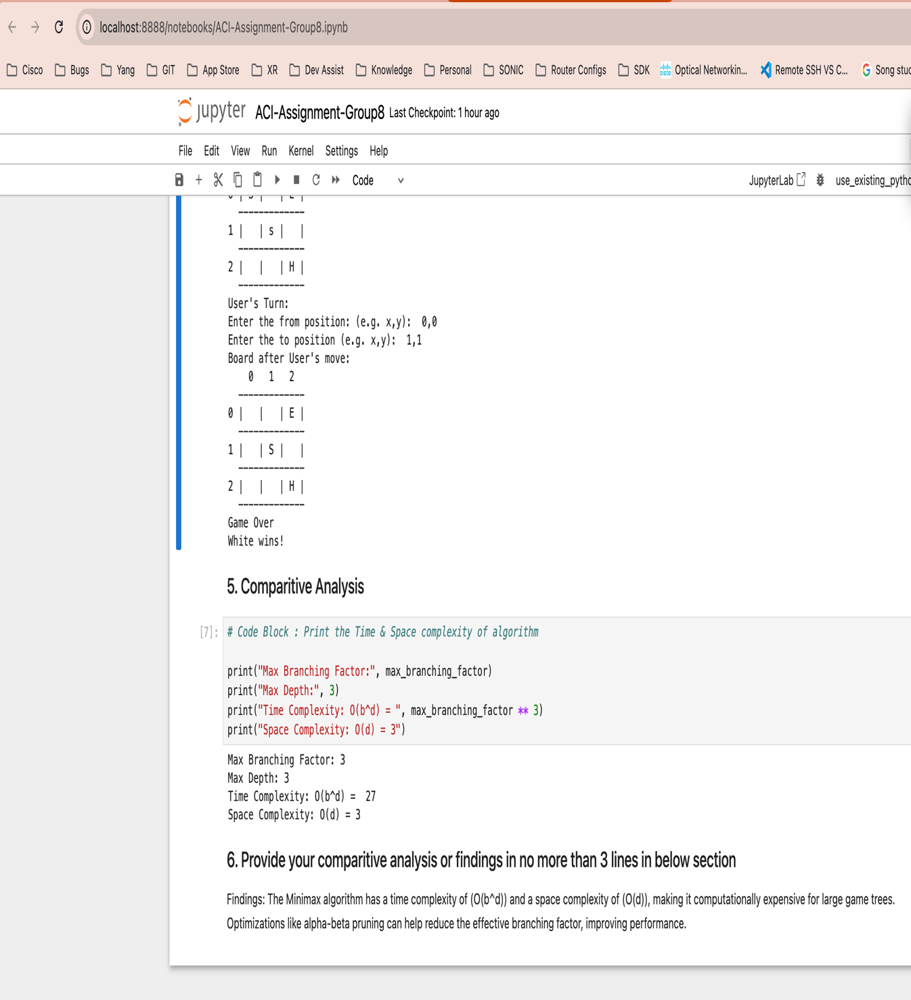 localhost:8888/notebooks/ACI-Assignment-Group8.ipynb
Cisco Bugs Yang GIT App Store XR Dev Assist Knowledge Personal SONIC Router Configs SDK Optical Networkin... Remote SSH VS C... Song stuc
jupyter ACI-Assignment-Group8 Last Checkpoint: 1 hour ago
File Edit View Run Kernel Settings Help
Code JupyterLab use_existing_pytho
-------------
1 |   | s |   |
-------------
2 |   |   | H |
-------------
User's Turn:
Enter the from position: (e.g. x,y):  0,0
Enter the to position (e.g. x,y):  1,1
Board after User's move:
0   1   2
-------------
0 |   |   | E |
-------------
1 |   | S |   |
-------------
2 |   |   | H |
-------------
Game Over
White wins!
5. Comparitive Analysis
[7]: # Code Block : Print the Time & Space complexity of algorithm
print("Max Branching Factor:", max_branching_factor)
print("Max Depth:", 3)
print("Time Complexity: O(b^d) = ", max_branching_factor ** 3)
print("Space Complexity: O(d) = 3")
Max Branching Factor: 3
Max Depth: 3
Time Complexity: O(b^d) =  27
Space Complexity: O(d) = 3
6. Provide your comparitive analysis or findings in no more than 3 lines in below section
Findings: The Minimax algorithm has a time complexity of (O(b^d)) and a space complexity of (O(d)), making it computationally expensive for large game trees.
Optimizations like alpha-beta pruning can help reduce the effective branching factor, improving performance.